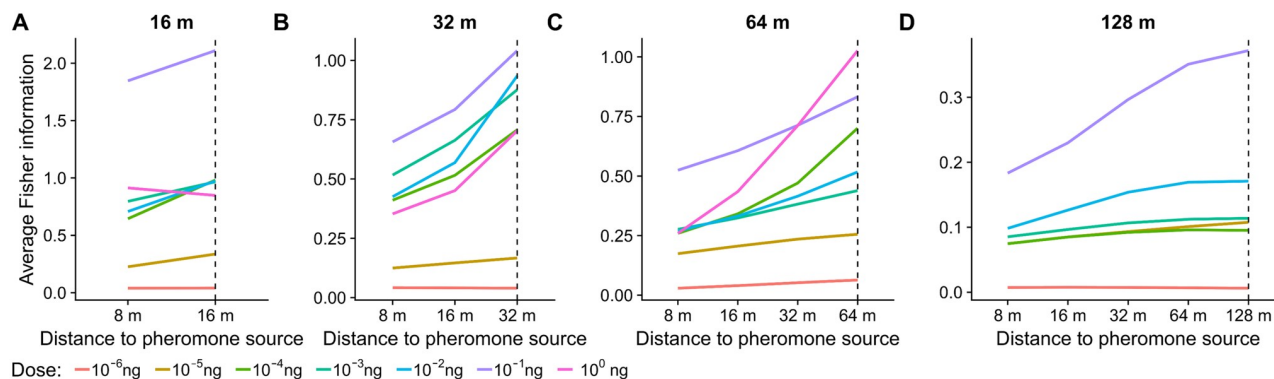 A
16 m
B
32 m
C
64 m
D
128 m
Average Fisher information
2.0
1.5
1.0
0.5
0.0
8 m
16 m
Distance to pheromone source
1.00
0.75
0.50
0.25
0.00
8 m
16 m
32 m
Distance to pheromone source
1.00
0.75
0.50
0.25
0.00
8 m
16 m
32 m
64 m
Distance to pheromone source
0.3
0.2
0.1
0.0
8 m
16 m
32 m
64 m
128 m
Distance to pheromone source
Dose: 10⁻⁶ng 10⁻⁵ng 10⁻⁴ng 10⁻³ng 10⁻²ng 10⁻¹ng 10⁰ ng